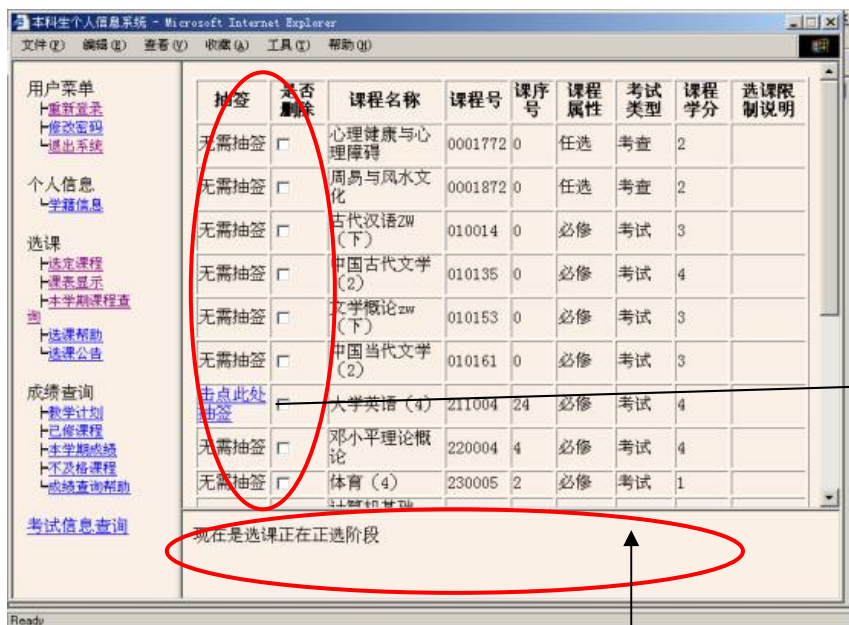 本科生个人信息系统 - Microsoft Internet Explorer
文件(F) 编辑(E) 查看(V) 收藏(A) 工具(T) 帮助(H)
用户菜单
重新登录
修改密码
退出系统
个人信息
学籍信息
选课
选定课程
课表显示
本学期课程查
询
选课帮助
选课公告
成绩查询
教学计划
已修课程
本学期成绩
不及格课程
成绩查询帮助
考试信息查询
抽签 是否删除 课程名称 课程号 课序号 课程属性 考试类型 课程学分 选课限制说明
无需抽签 心理健康与心理障碍 0001772 0 任选 考查 2
无需抽签 周易与风水文化 0001872 0 任选 考查 2
无需抽签 古代汉语ZW(下) 010014 0 必修 考试 3
无需抽签 中国古代文学(2) 010135 0 必修 考试 4
无需抽签 文学概论zw(下) 010153 0 必修 考试 3
无需抽签 中国当代文学(2) 010161 0 必修 考试 3
击点此处抽签 大学英语(4) 211004 24 必修 考试 4
无需抽签 邓小平理论概论 220004 4 必修 考试 4
无需抽签 体育(4) 230005 2 必修 考试 1
现在是选课正在正选阶段
Ready